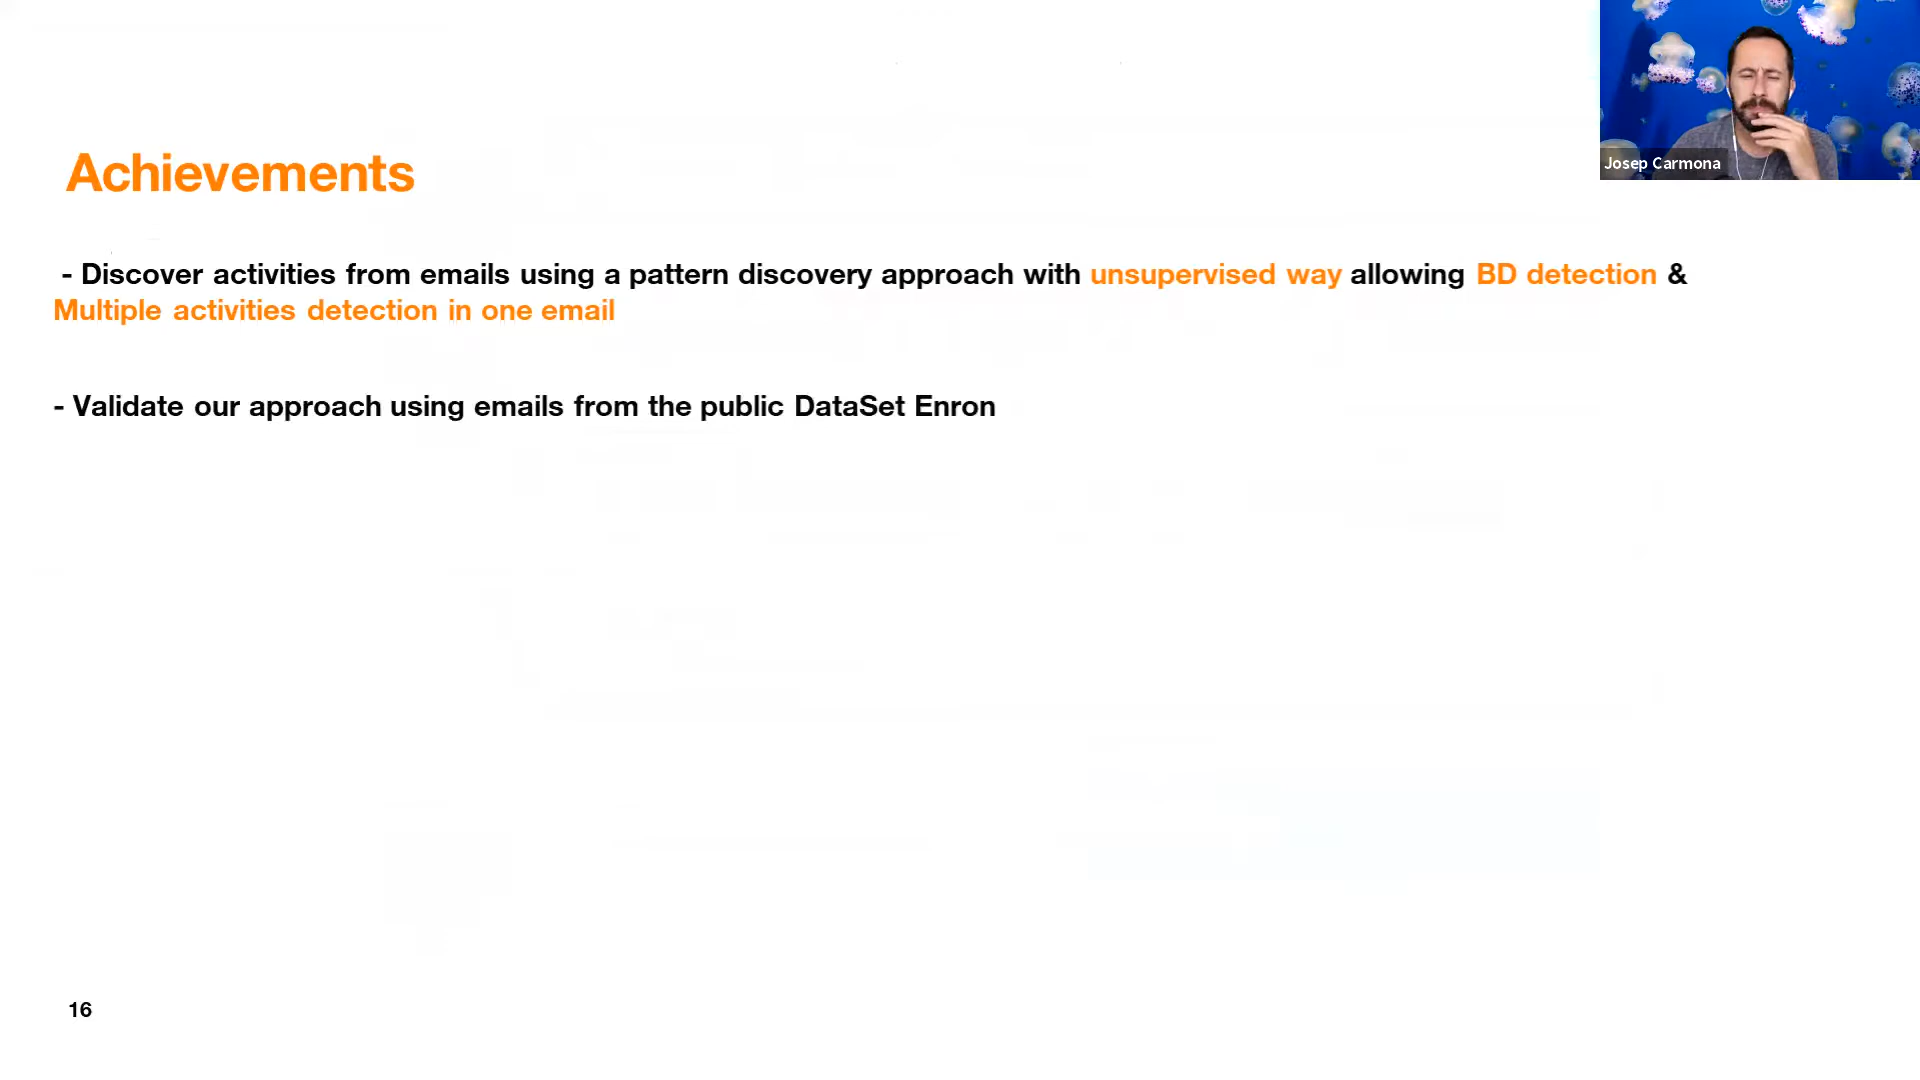 Josep Carmona
Achievements
- Discover activities from emails using a pattern discovery approach with unsupervised way allowing BD detection &
Multiple activities detection in one email
- Validate our approach using emails from the public DataSet Enron
16